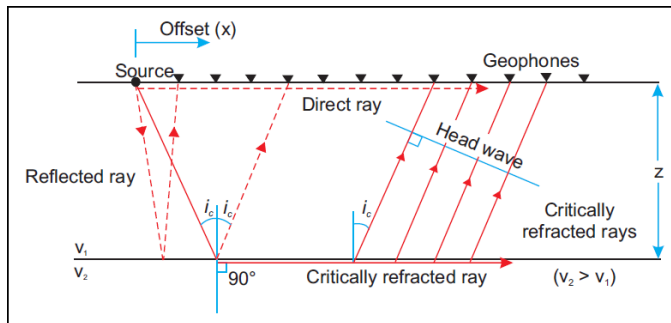 Offset (x)
Source
Geophones
Direct ray
Head wave
Reflected ray
i_c i_c
i_c
z
Critically
refracted rays
v₁
v₂
90°
Critically refracted ray
(v₂ > v₁)